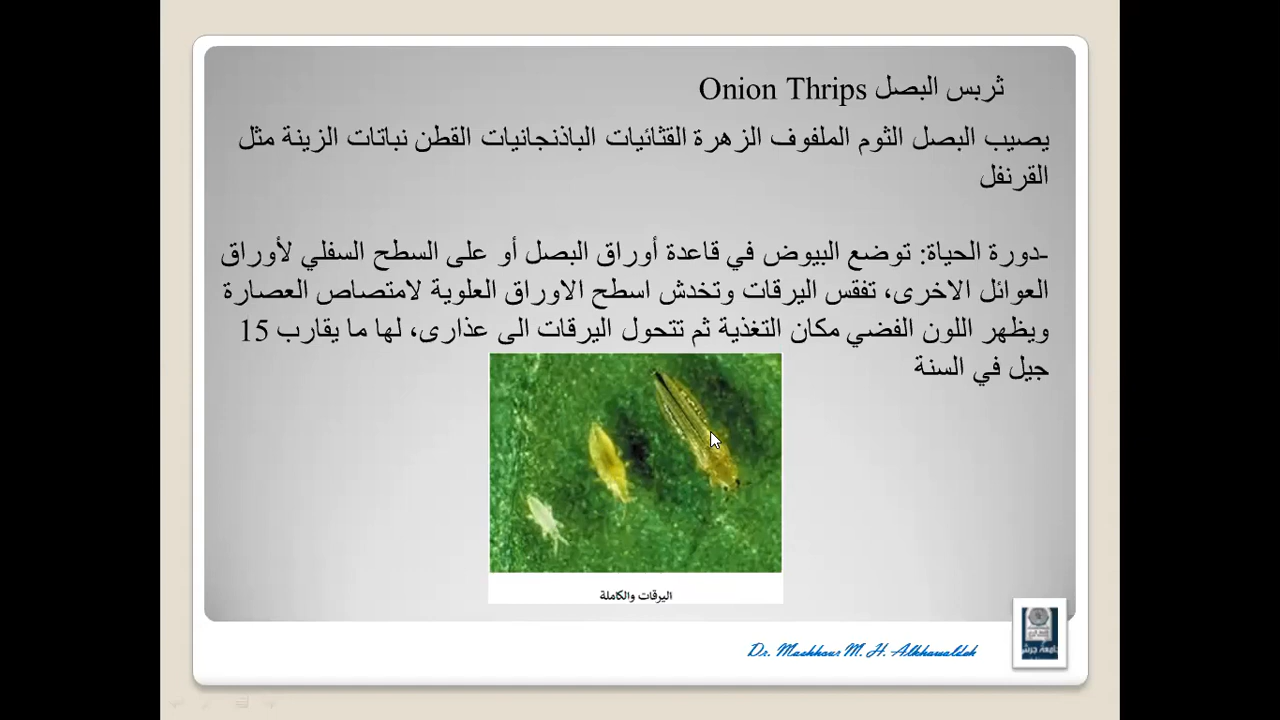 ثربس البصل Onion Thrips
يصيب البصل الثوم الملفوف الزهرة القثائيات الباذنجانيات القطن نباتات الزينة مثل
القرنفل
-دورة الحياة: توضع البيوض في قاعدة أوراق البصل أو على السطح السفلي لأوراق
العوائل الاخرى، تفقس اليرقات وتخدش اسطح الاوراق العلوية لامتصاص العصارة
ويظهر اللون الفضي مكان التغذية ثم تتحول اليرقات الى عذارى، لها ما يقارب 15
جيل في السنة
اليرقات والكاملة
Dr. Mashhour M. H. Alkhawaldeh
جامعة جرش